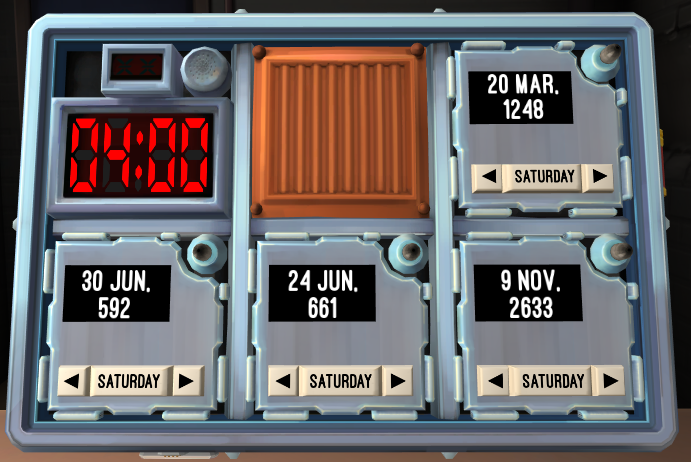 04:00
20 MAR,
1248
SATURDAY
30 JUN,
592
SATURDAY
24 JUN,
661
SATURDAY
9 NOV,
2633
SATURDAY